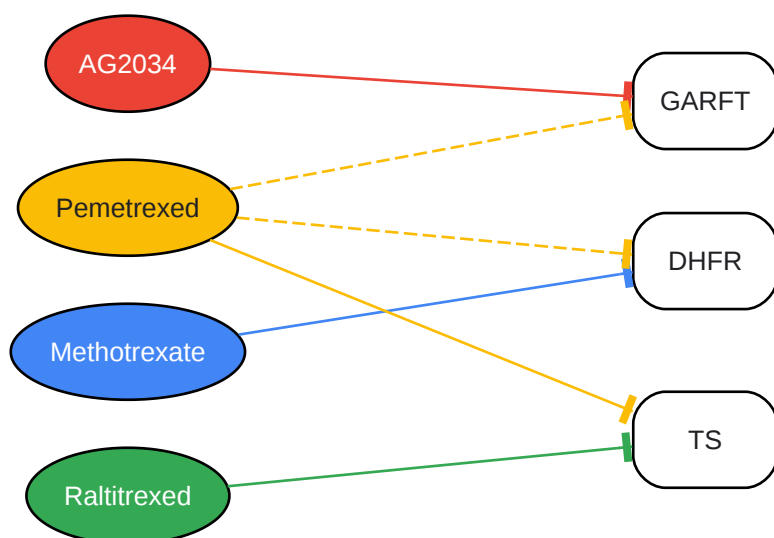 AG2034
GARFT
Pemetrexed
DHFR
Methotrexate
TS
Raltitrexed